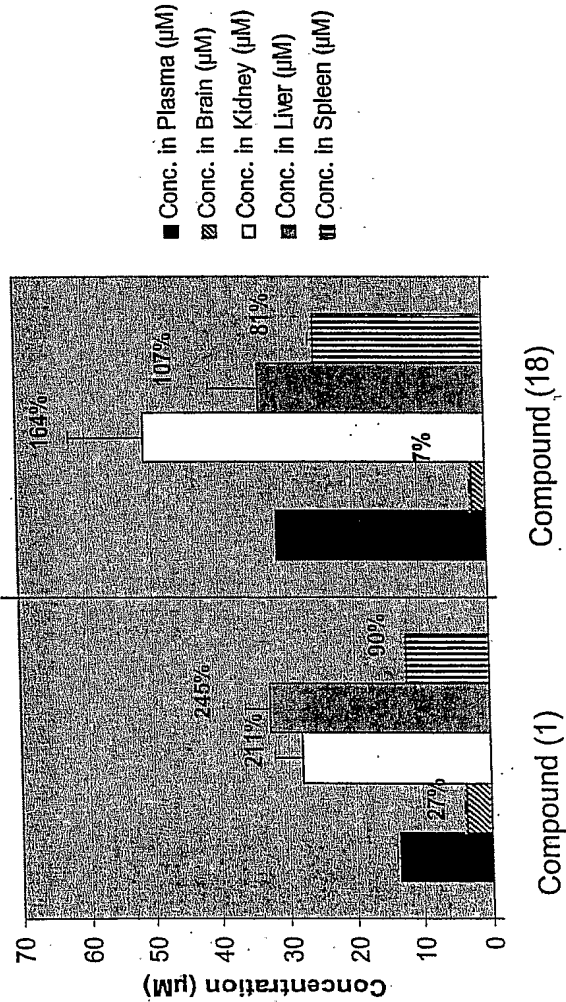 Concentration (µM)
70
60
50
40
30
20
10
0
27%
211%
245%
90%
7%
164%
107%
81%
Compound (1)
Compound (18)
Conc. in Plasma (µM)
Conc. in Brain (µM)
Conc. in Kidney (µM)
Conc. in Liver (µM)
Conc. in Spleen (µM)